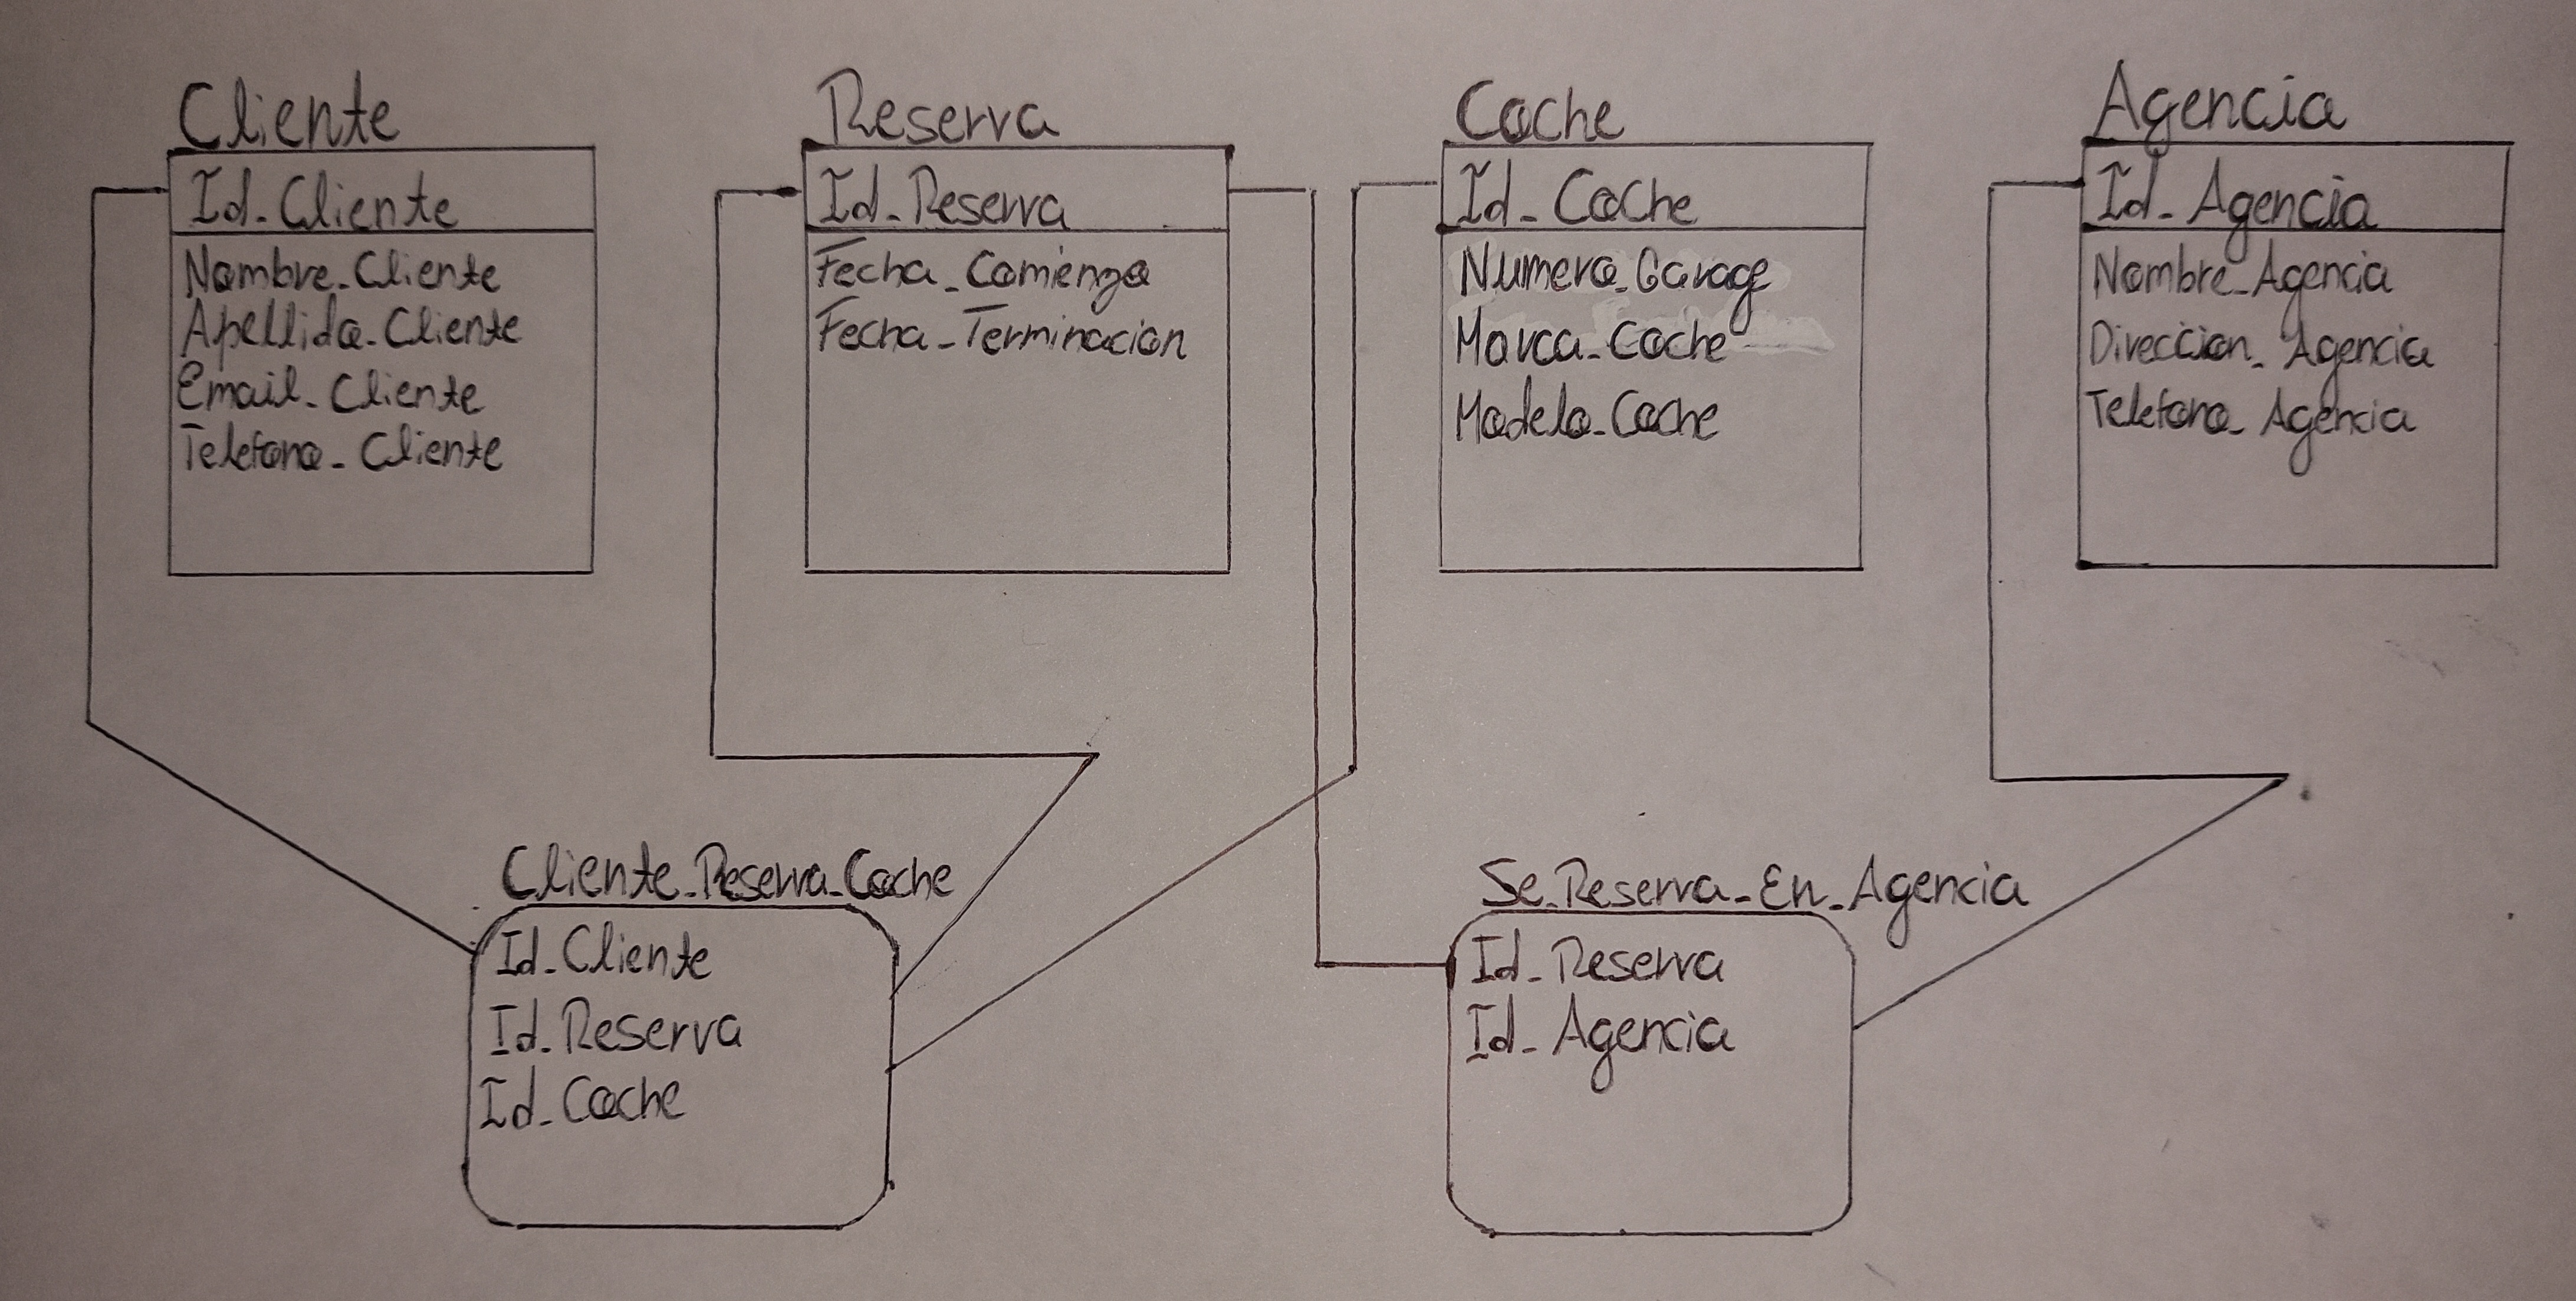 Cliente
Id_Cliente
Nombre_Cliente
Apellido_Cliente
Email_Cliente
Telefono_Cliente
Reserva
Id_Reserva
Fecha_Comienzo
Fecha_Terminacion
Coche
Id_Coche
Numero_Garage
Marca_Coche
Modelo_Coche
Agencia
Id_Agencia
Nombre_Agencia
Direccion_Agencia
Telefono_Agencia
Cliente_Reserva_Coche
Id_Cliente
Id_Reserva
Id_Coche
Se_Reserva_En_Agencia
Id_Reserva
Id_Agencia